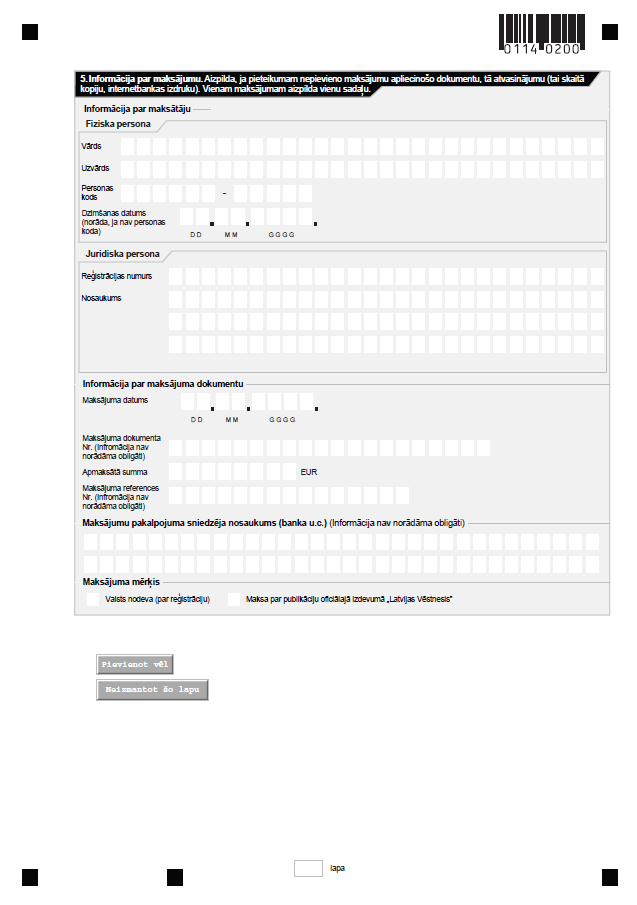 0114 0200
5. Informācija par maksājumu. Aizpilda, ja pieteikumam nepievieno maksājumu apliecinošo dokumentu, tā atvasinājumu (tai skaitā
kopiju, internetbankas izdruku). Vienam maksājumam aizpilda vienu sadaļu.
Informācija par maksātāju
Fiziska persona
Vārds
Uzvārds
Personas
kods
-
Dzimšanas datums
(norāda, ja nav personas
koda)
. . .
DD MM GGGG
Juridiska persona
Reģistrācijas numurs
Nosaukums
Informācija par maksājuma dokumentu
Maksājuma datums
. . .
DD MM GGGG
Maksājuma dokumenta
Nr. (Infromācija nav
norādāma obligāti)
Apmaksātā summa EUR
Maksājuma references
Nr. (Infromācija nav
norādāma obligāti)
Maksājumu pakalpojuma sniedzēja nosaukums (banka u.c.) (Informācija nav norādāma obligāti)
Maksājuma mērķis
Valsts nodeva (par reģistrāciju) Maksa par publikāciju oficiālajā izdevumā „Latvijas Vēstnesis”
Pievienot vēl
Neizmantot šo lapu
lapa